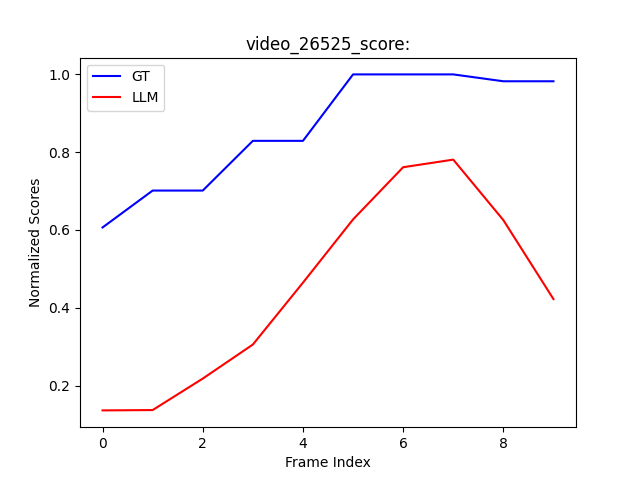 video_26525_score:
GT
LLM
1.0
0.8
0.6
0.4
0.2
Normalized Scores
0 2 4 6 8
Frame Index